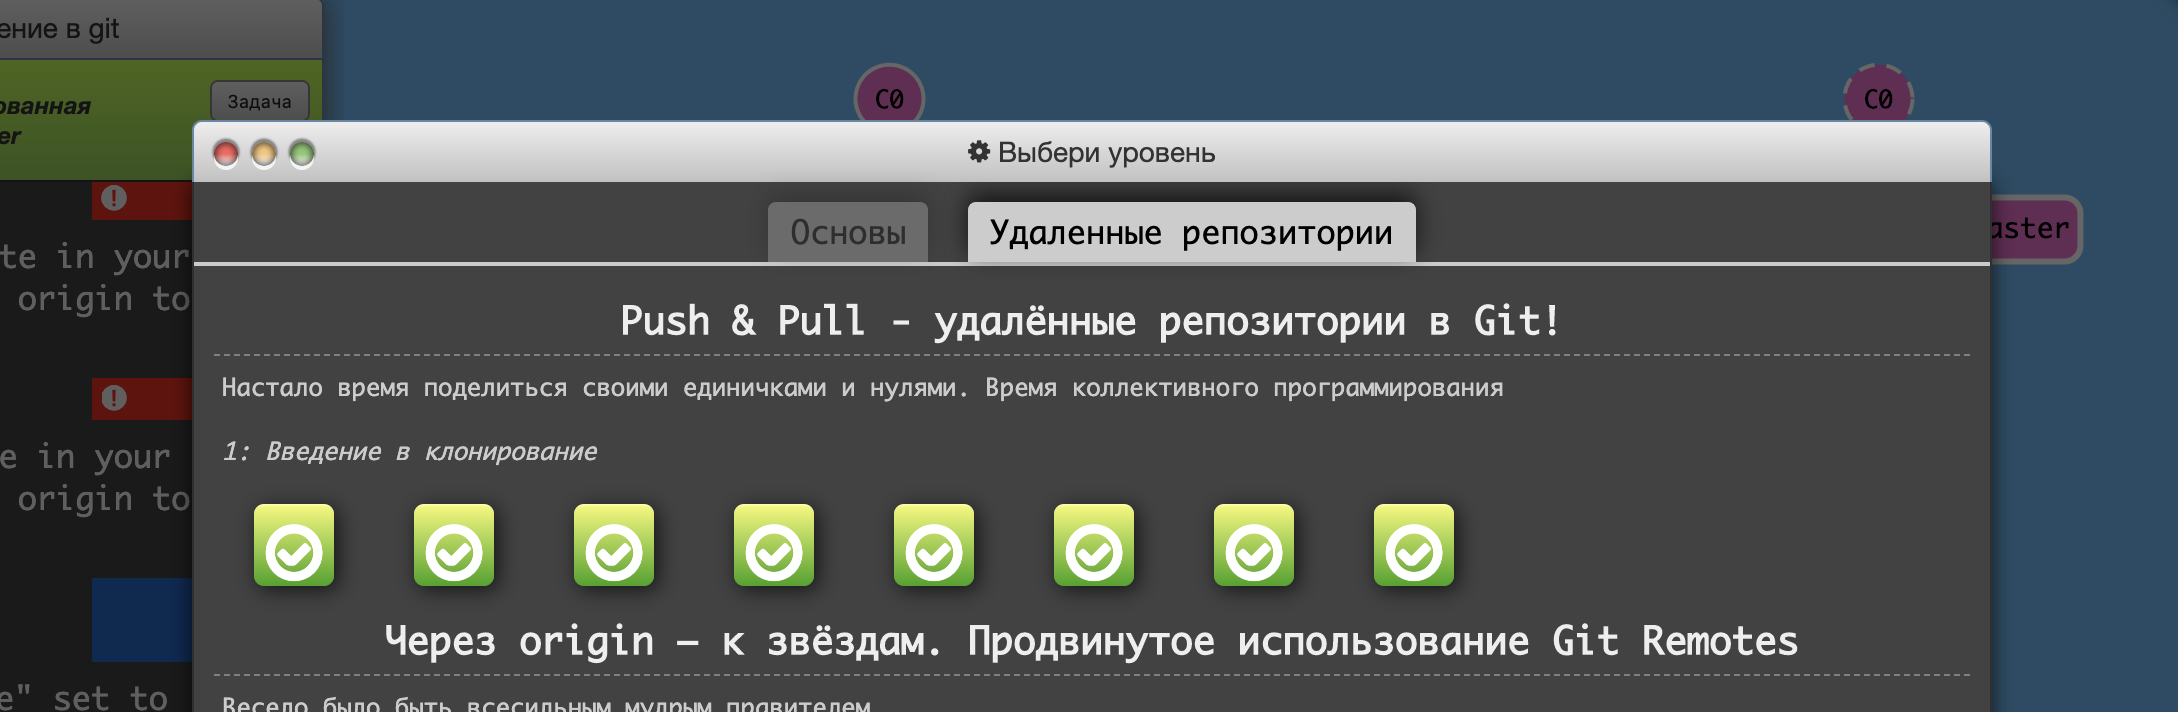 ение в git
ованная
er
Задача
C0
C0
Выбери уровень
Основы
Удаленные репозитории
aster
te in your
origin to
Push & Pull - удалённые репозитории в Git!
Настало время поделиться своими единичками и нулями. Время коллективного программирования
1: Введение в клонирование
e in your
origin to
Через origin – к звёздам. Продвинутое использование Git Remotes
e" set to
Весело было быть всесильным мудрым правителем